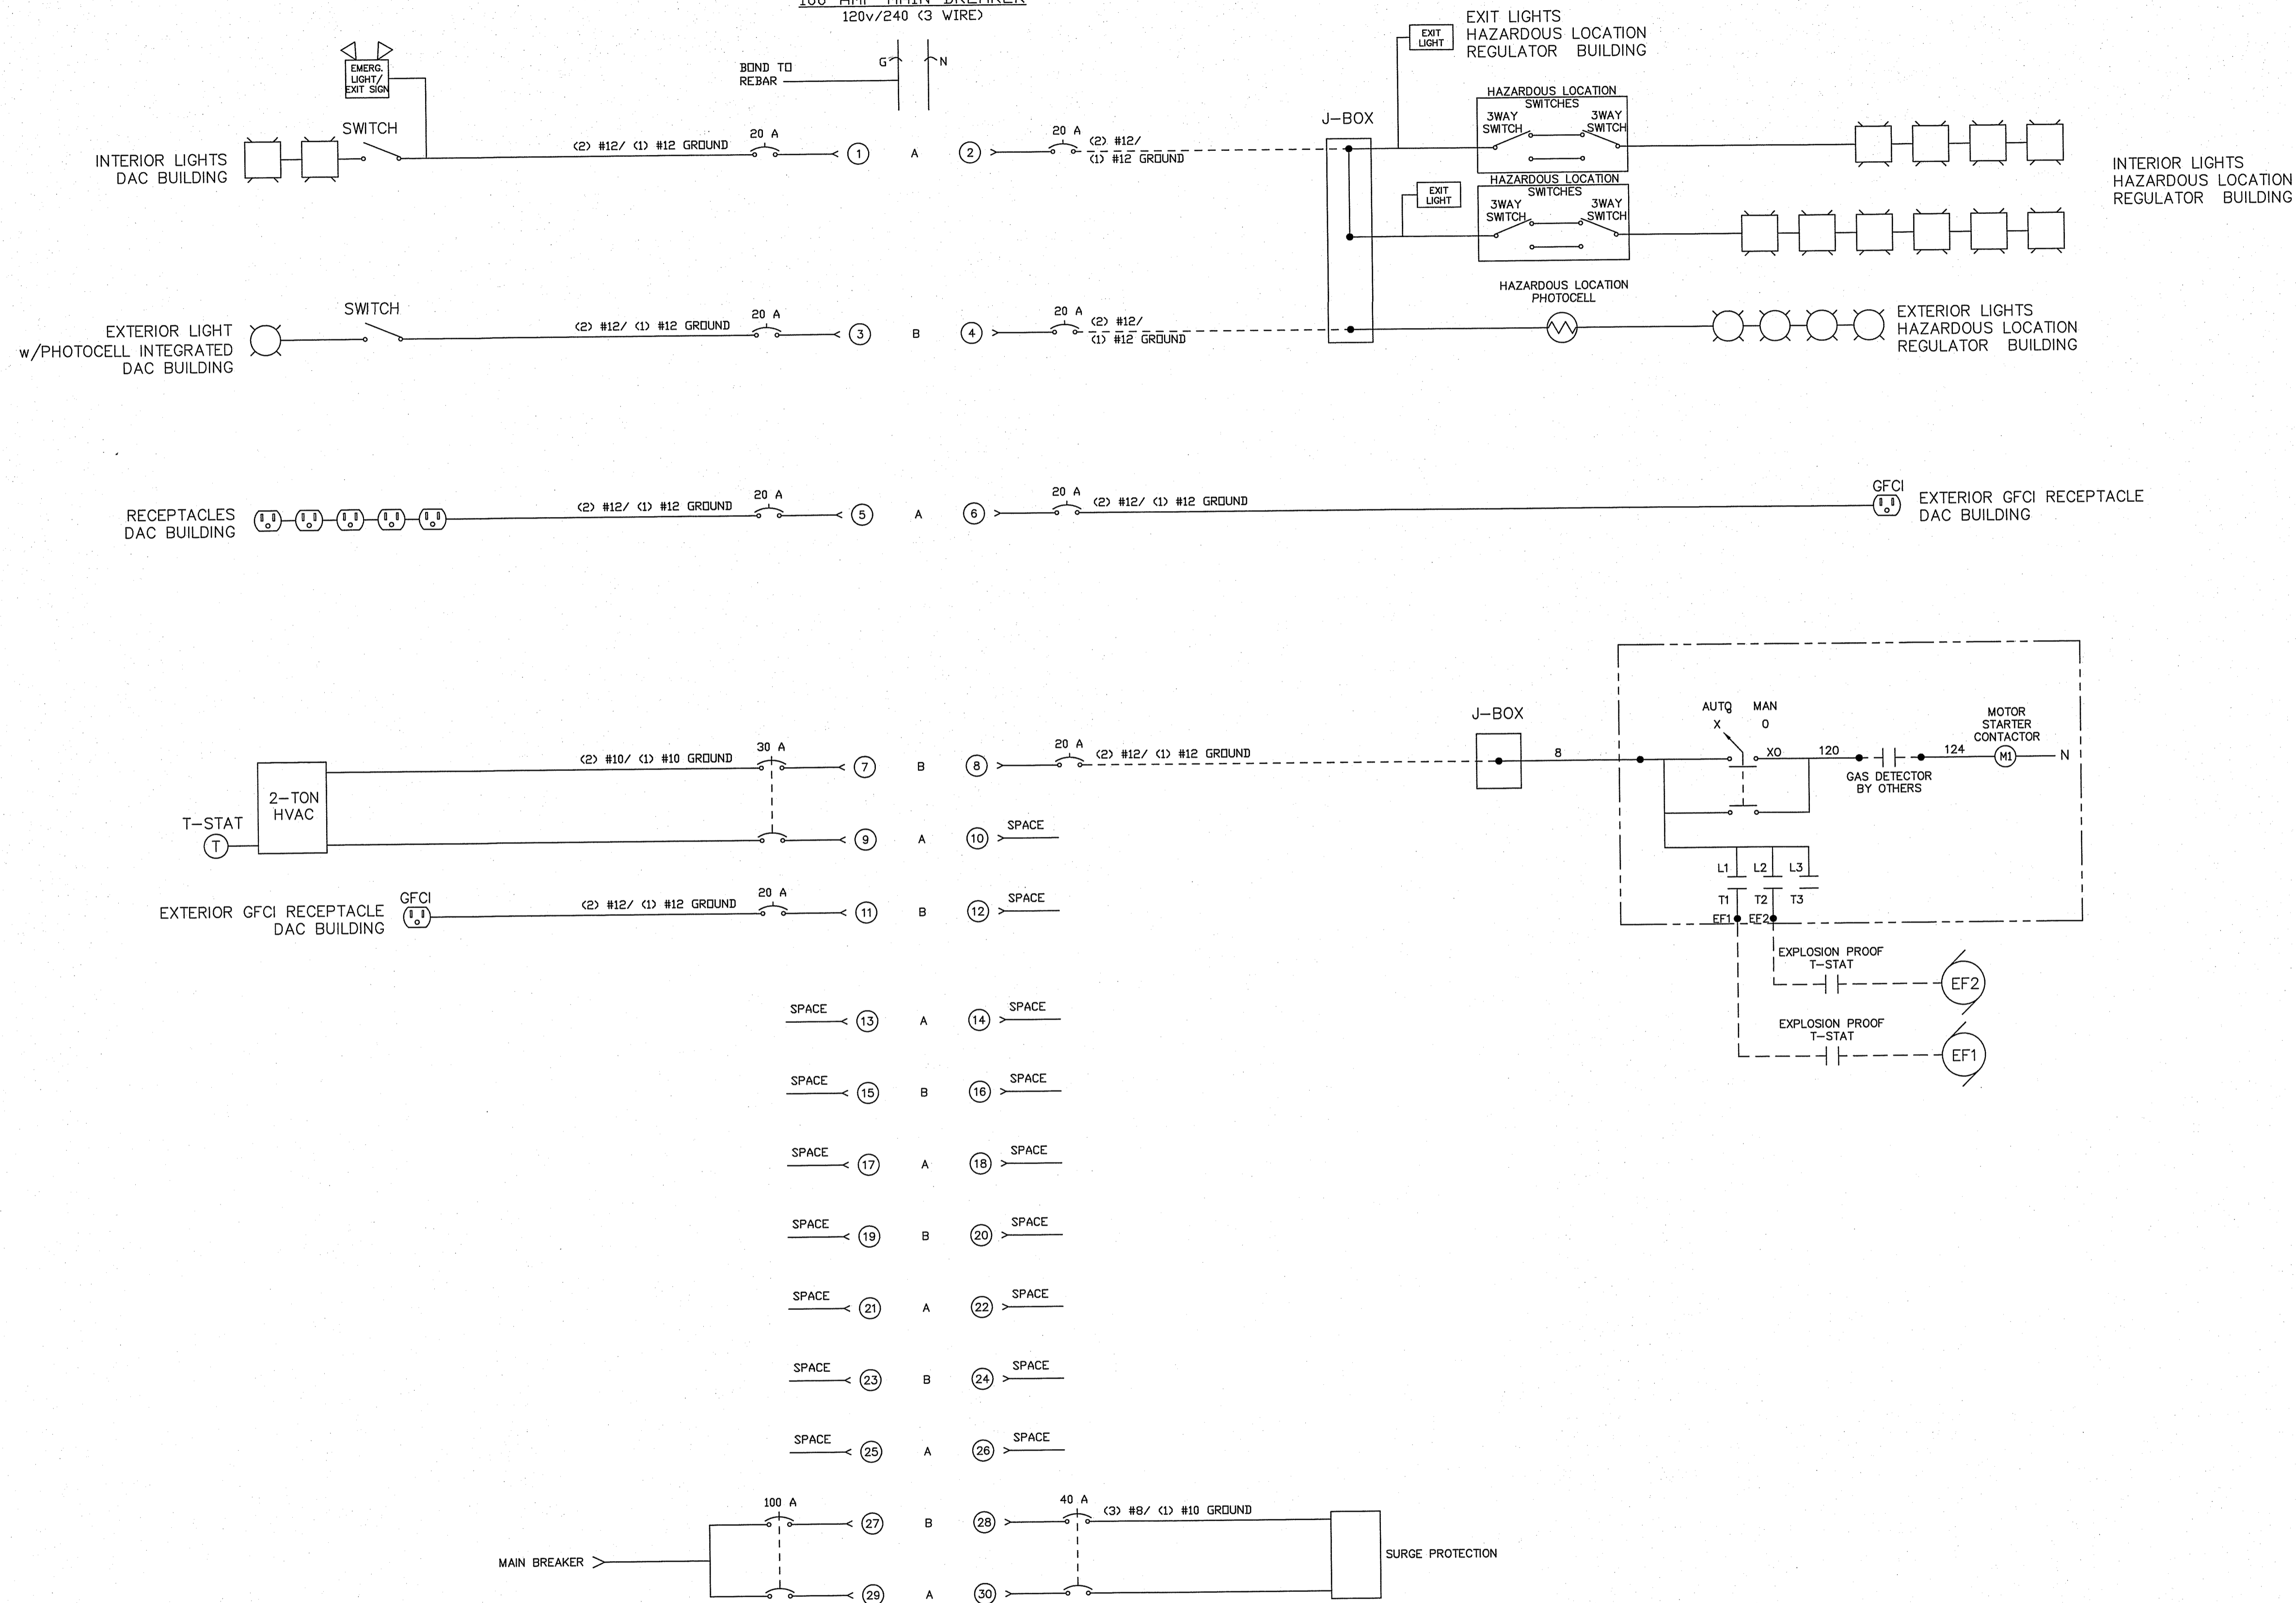 100 AMP MAIN BREAKER
120v/240 (3 WIRE)
G
N
BOND TO
REBAR
EMERG.
LIGHT/
EXIT SIGN
SWITCH
INTERIOR LIGHTS
DAC BUILDING
(2) #12/ (1) #12 GROUND
20 A
1
A
2
20 A
(2) #12/
(1) #12 GROUND
J-BOX
EXIT
LIGHT
EXIT LIGHTS
HAZARDOUS LOCATION
REGULATOR BUILDING
HAZARDOUS LOCATION
SWITCHES
3WAY
SWITCH
3WAY
SWITCH
EXIT
LIGHT
HAZARDOUS LOCATION
SWITCHES
3WAY
SWITCH
3WAY
SWITCH
INTERIOR LIGHTS
HAZARDOUS LOCATION
REGULATOR BUILDING
EXTERIOR LIGHT
w/PHOTOCELL INTEGRATED
DAC BUILDING
SWITCH
(2) #12/ (1) #12 GROUND
20 A
3
B
4
20 A
(2) #12/
(1) #12 GROUND
HAZARDOUS LOCATION
PHOTOCELL
EXTERIOR LIGHTS
HAZARDOUS LOCATION
REGULATOR BUILDING
RECEPTACLES
DAC BUILDING
(2) #12/ (1) #12 GROUND
20 A
5
A
6
20 A
(2) #12/ (1) #12 GROUND
GFCI
EXTERIOR GFCI RECEPTACLE
DAC BUILDING
T-STAT
T
2-TON
HVAC
(2) #10/ (1) #10 GROUND
30 A
7
B
8
20 A
(2) #12/ (1) #12 GROUND
J-BOX
8
AUTO
X
MAN
O
XO
120
GAS DETECTOR
BY OTHERS
124
MOTOR
STARTER
CONTACTOR
M1
N
9
A
10
SPACE
L1
L2
L3
T1
T2
T3
EF1
EF2
EXTERIOR GFCI RECEPTACLE
DAC BUILDING
GFCI
(2) #12/ (1) #12 GROUND
20 A
11
B
12
SPACE
EXPLOSION PROOF
T-STAT
EF2
EXPLOSION PROOF
T-STAT
EF1
SPACE
13
A
14
SPACE
SPACE
15
B
16
SPACE
SPACE
17
A
18
SPACE
SPACE
19
B
20
SPACE
SPACE
21
A
22
SPACE
SPACE
23
B
24
SPACE
SPACE
25
A
26
SPACE
MAIN BREAKER
100 A
27
B
28
40 A
(3) #8/ (1) #10 GROUND
SURGE PROTECTION
29
A
30